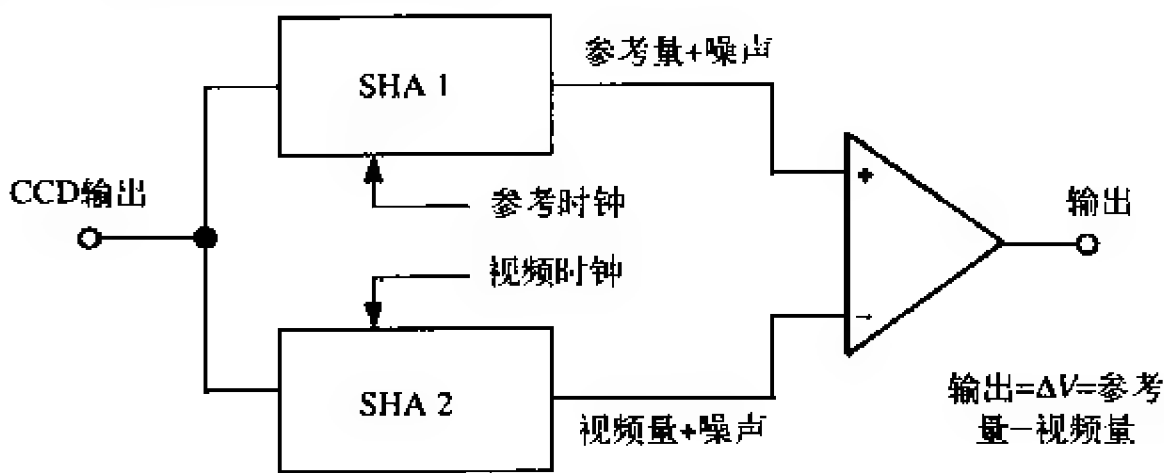 SHA 1
参考量+噪声
CCD输出
参考时钟
+
输出
视频时钟
−
SHA 2
视频量+噪声
输出=ΔV=参考
量−视频量